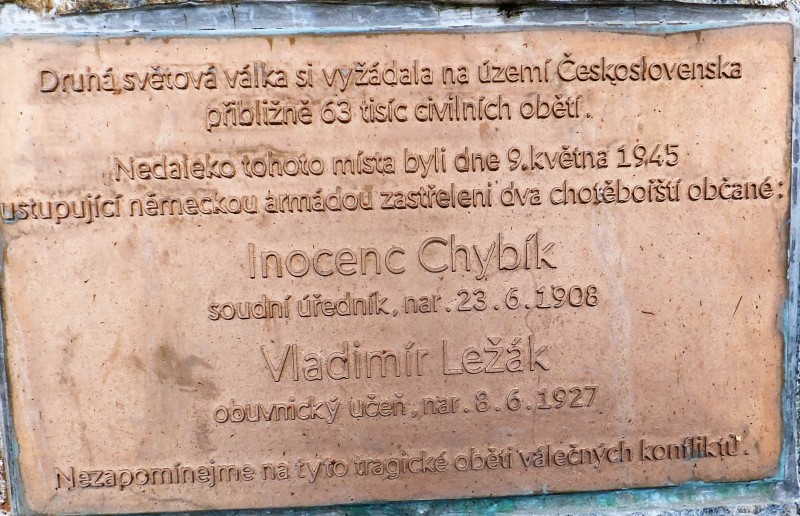 Druhá světová válka si vyžádala na území Československa
přibližně 63 tisíc civilních obětí.
Nedaleko tohoto místa byli dne 9.května 1945
ustupující německou armádou zastřeleni dva chotěbořští občané:
Inocenc Chybík
soudní úředník, nar. 23.6.1908
Vladimír Ležák
obuvnický učeň, nar. 8.6.1927
Nezapomínejme na tyto tragické oběti válečných konfliktů.